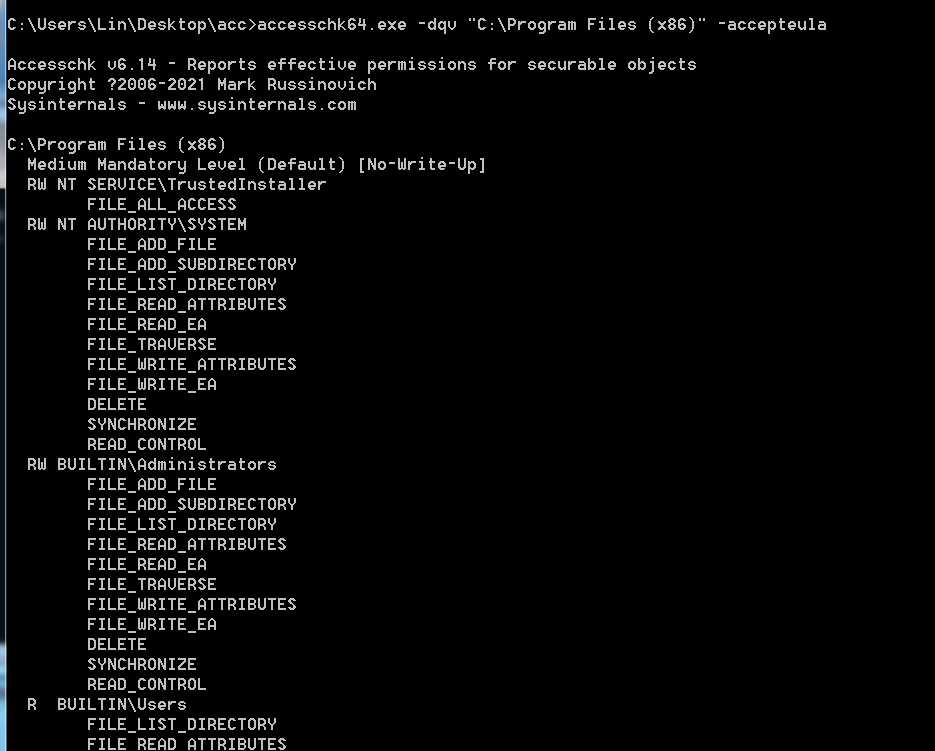 C:\Users\Lin\Desktop\acc>accesschk64.exe -dqv "C:\Program Files (x86)" -accepteula
Accesschk v6.14 - Reports effective permissions for securable objects
Copyright ?2006-2021 Mark Russinovich
Sysinternals - www.sysinternals.com
C:\Program Files (x86)
Medium Mandatory Level (Default) [No-Write-Up]
RW NT SERVICE\TrustedInstaller
FILE_ALL_ACCESS
RW NT AUTHORITY\SYSTEM
FILE_ADD_FILE
FILE_ADD_SUBDIRECTORY
FILE_LIST_DIRECTORY
FILE_READ_ATTRIBUTES
FILE_READ_EA
FILE_TRAVERSE
FILE_WRITE_ATTRIBUTES
FILE_WRITE_EA
DELETE
SYNCHRONIZE
READ_CONTROL
RW BUILTIN\Administrators
FILE_ADD_FILE
FILE_ADD_SUBDIRECTORY
FILE_LIST_DIRECTORY
FILE_READ_ATTRIBUTES
FILE_READ_EA
FILE_TRAVERSE
FILE_WRITE_ATTRIBUTES
FILE_WRITE_EA
DELETE
SYNCHRONIZE
READ_CONTROL
R  BUILTIN\Users
FILE_LIST_DIRECTORY
FILE_READ_ATTRIBUTES